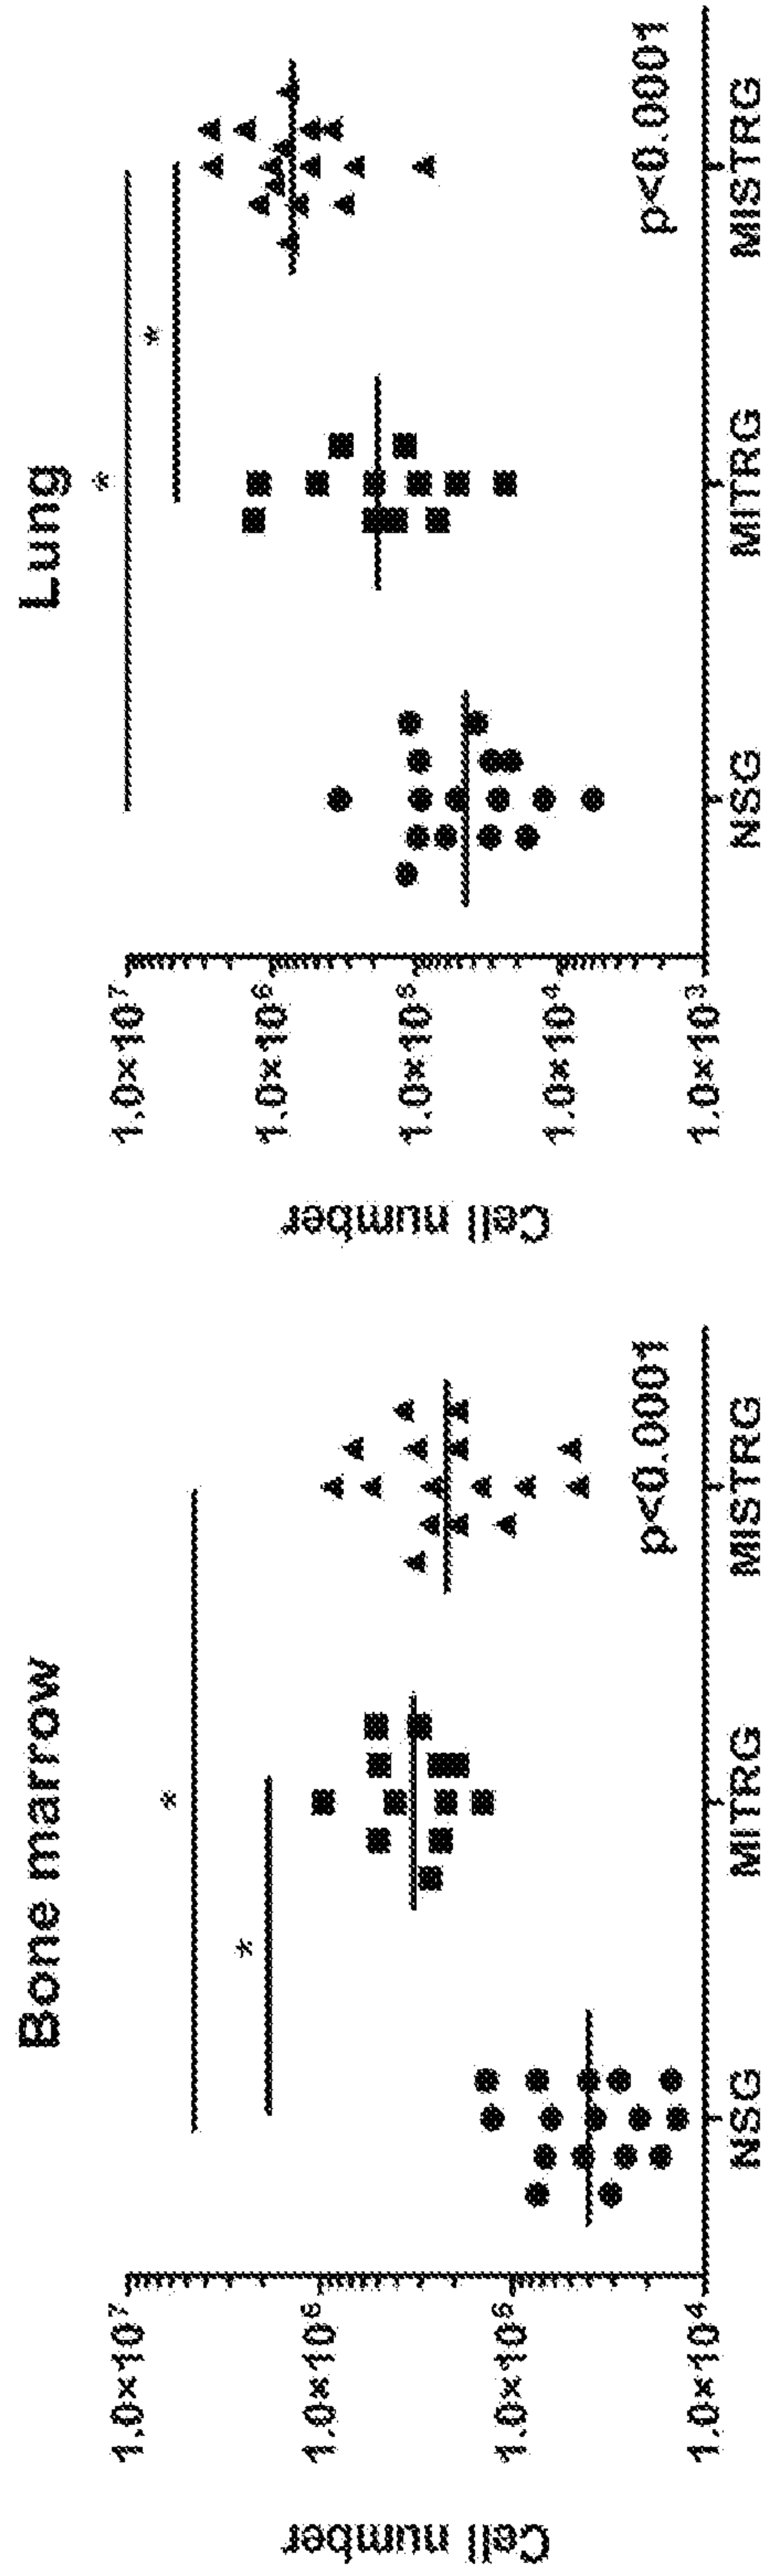 Bone marrow
Cell number
1.0×10⁷
1.0×10⁶
1.0×10⁵
1.0×10⁴
*
*
p<0.0001
NSG MITRG MISTRG
Lung
Cell number
1.0×10⁷
1.0×10⁶
1.0×10⁵
1.0×10⁴
1.0×10³
*
*
p<0.0001
NSG MITRG MISTRG